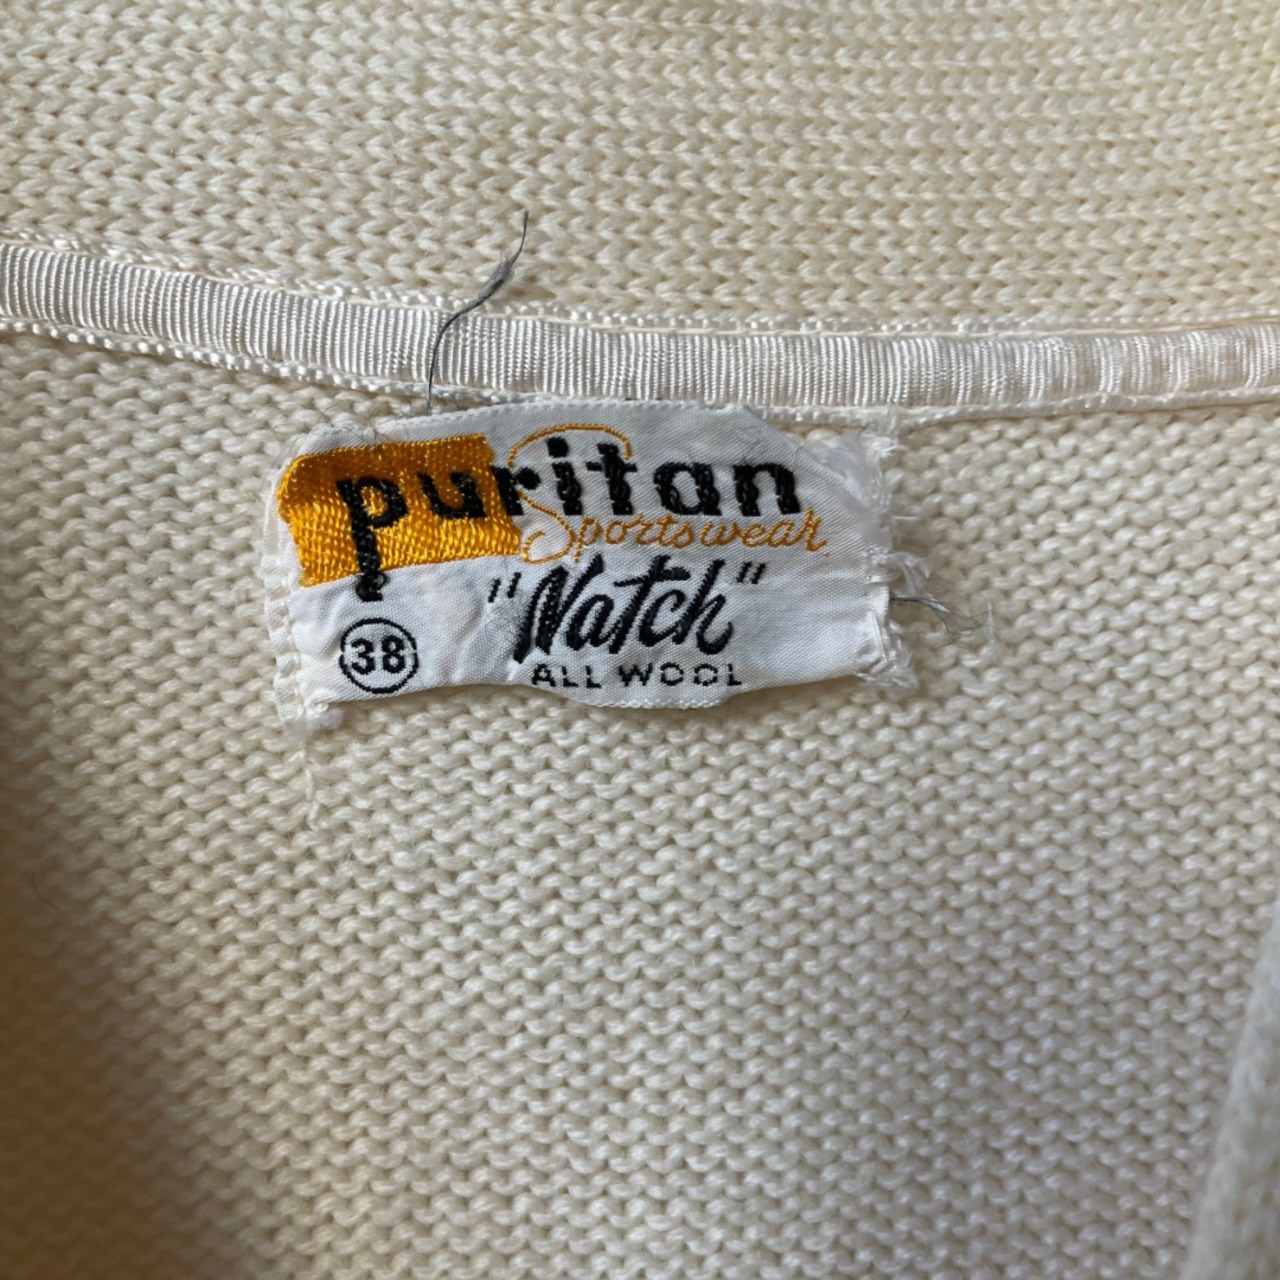 puritan
Sportswear
"Natch"
38
ALL WOOL